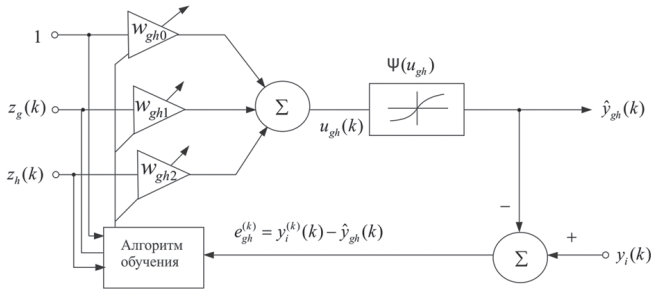 1
w_gh0
Ψ(u_gh)
z_g(k)
w_gh1
Σ
u_gh(k)
ŷ_gh(k)
z_h(k)
w_gh2
−
Алгоритм
обучения
e_gh^(k) = y_i^(k)(k) − ŷ_gh(k)
Σ
+
y_i(k)